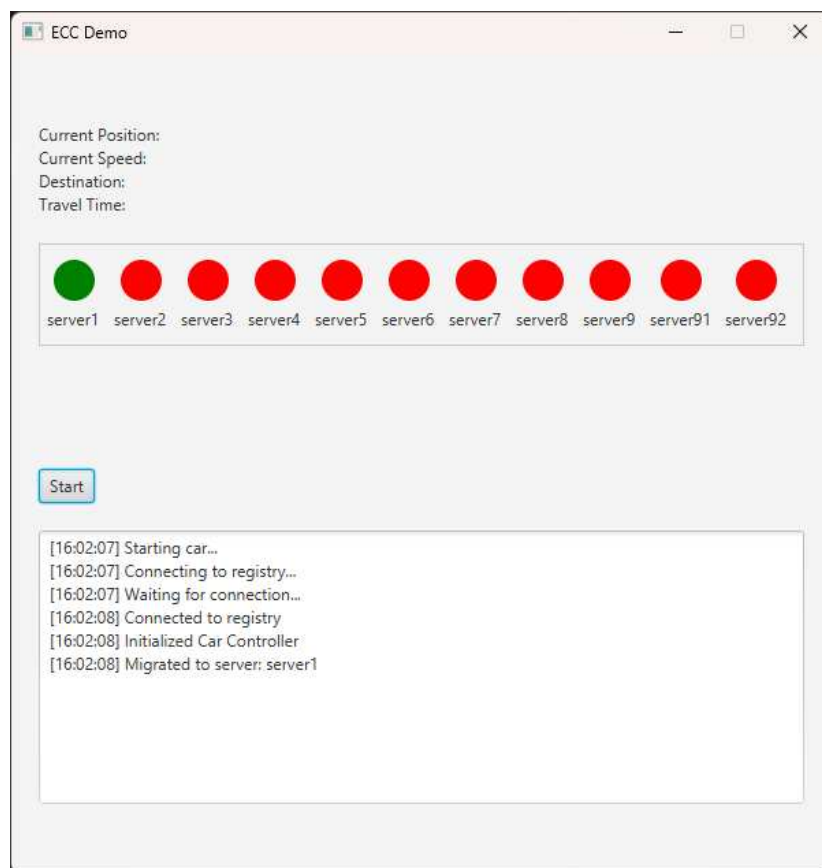 ECC Demo
Current Position:
Current Speed:
Destination:
Travel Time:
server1 server2 server3 server4 server5 server6 server7 server8 server9 server91 server92
Start
[16:02:07] Starting car...
[16:02:07] Connecting to registry...
[16:02:07] Waiting for connection...
[16:02:08] Connected to registry
[16:02:08] Initialized Car Controller
[16:02:08] Migrated to server: server1